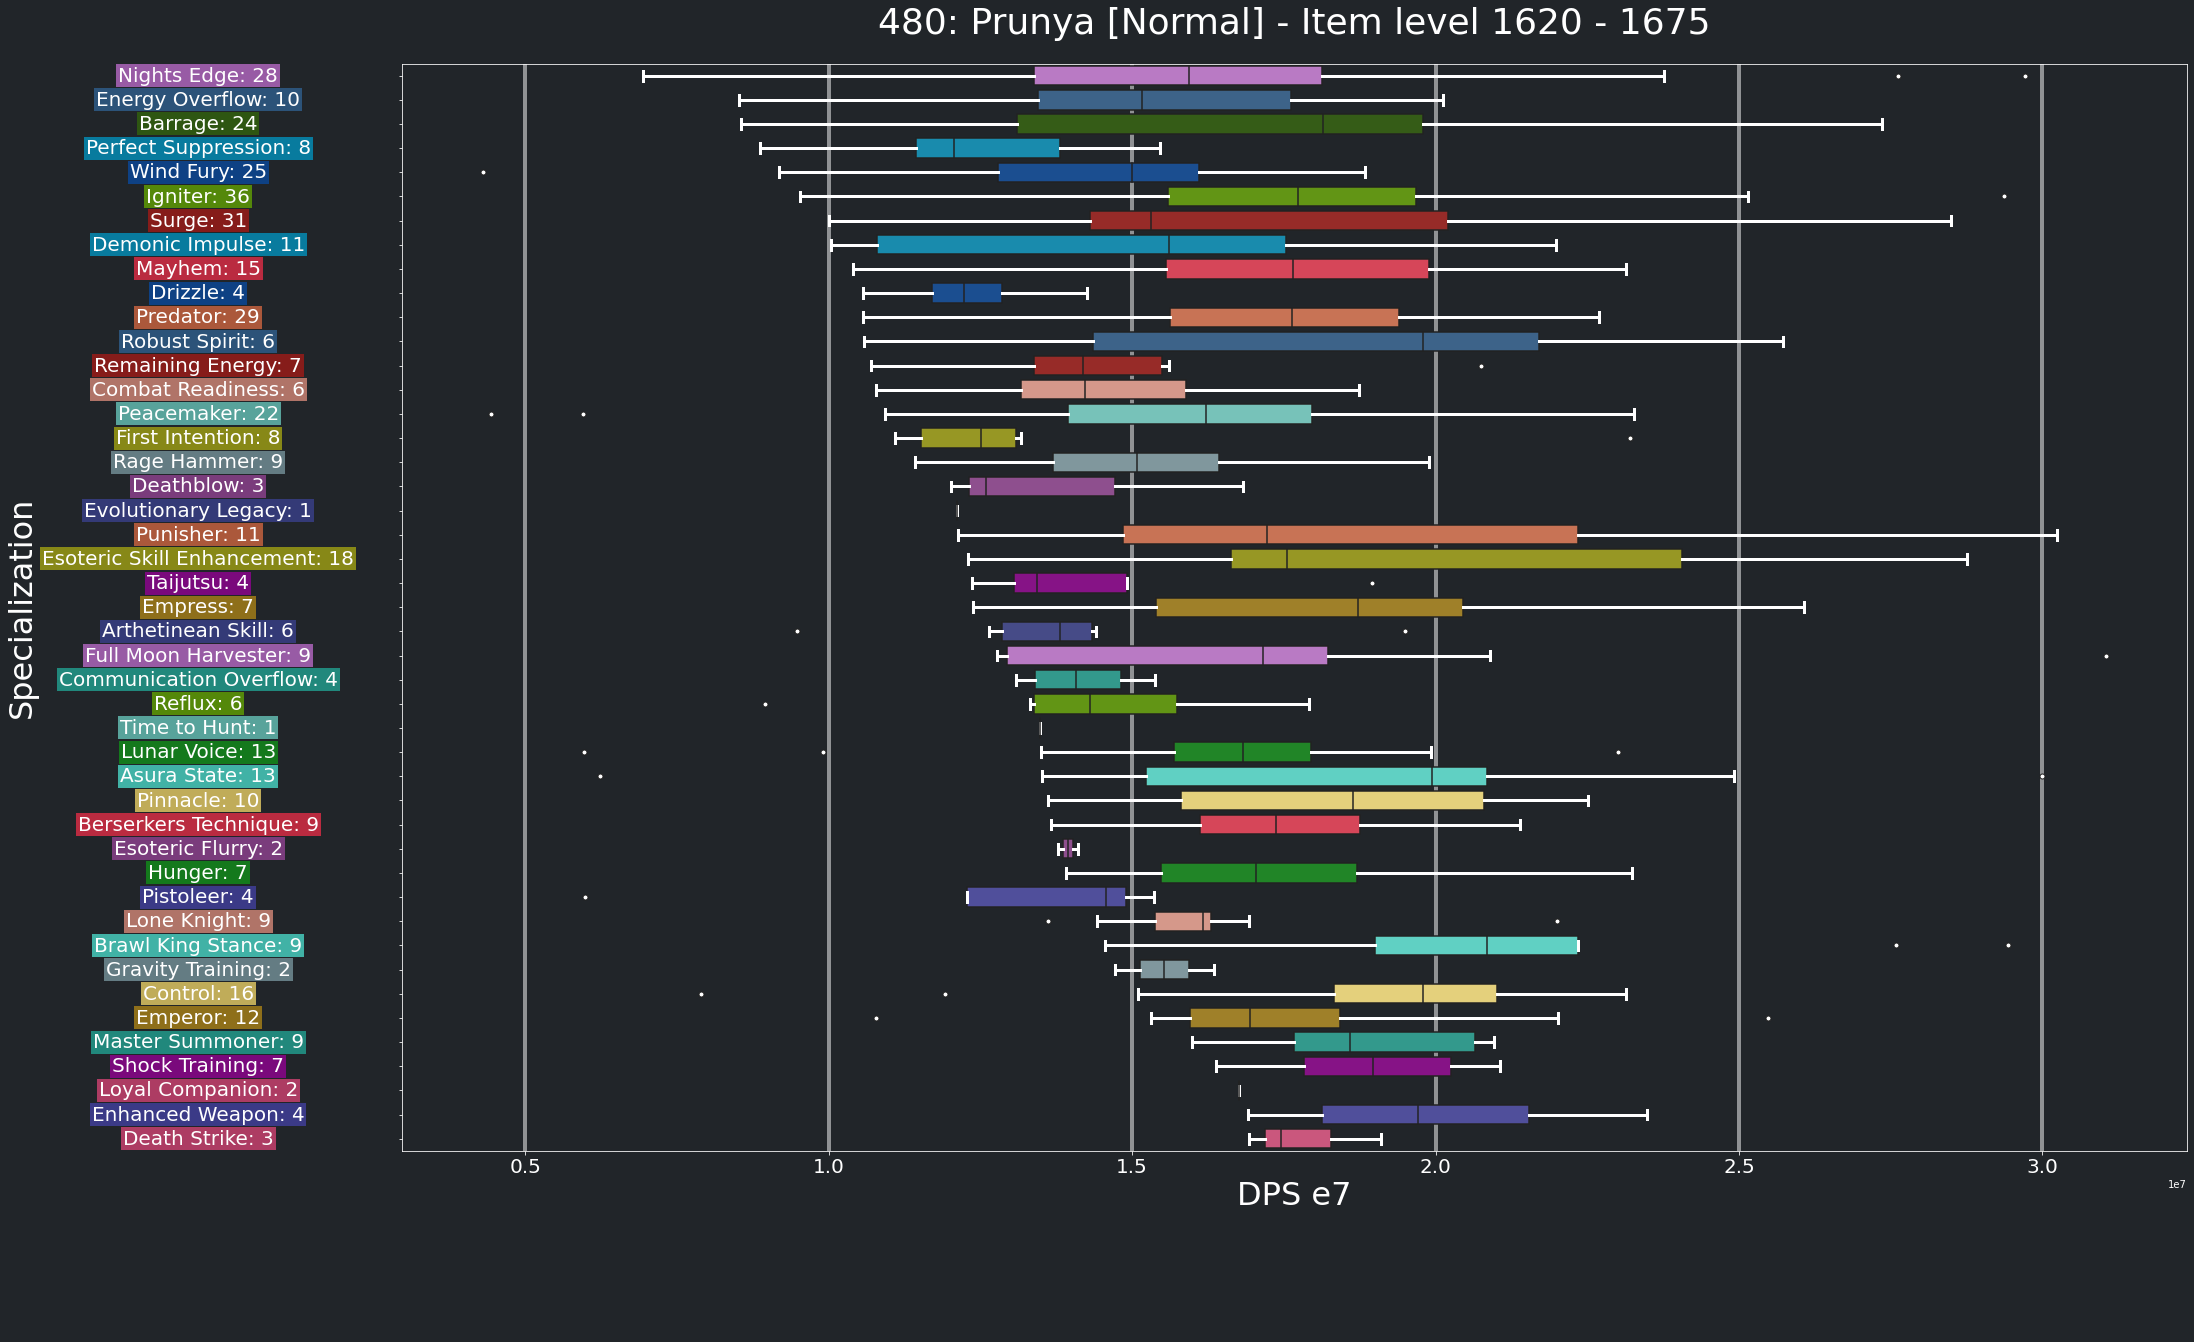 480: Prunya [Normal] - Item level 1620 - 1675
Nights Edge: 28
Energy Overflow: 10
Barrage: 24
Perfect Suppression: 8
Wind Fury: 25
Igniter: 36
Surge: 31
Demonic Impulse: 11
Mayhem: 15
Drizzle: 4
Predator: 29
Robust Spirit: 6
Remaining Energy: 7
Combat Readiness: 6
Peacemaker: 22
First Intention: 8
Rage Hammer: 9
Deathblow: 3
Evolutionary Legacy: 1
Punisher: 11
Esoteric Skill Enhancement: 18
Taijutsu: 4
Empress: 7
Arthetinean Skill: 6
Full Moon Harvester: 9
Communication Overflow: 4
Reflux: 6
Time to Hunt: 1
Lunar Voice: 13
Asura State: 13
Pinnacle: 10
Berserkers Technique: 9
Esoteric Flurry: 2
Hunger: 7
Pistoleer: 4
Lone Knight: 9
Brawl King Stance: 9
Gravity Training: 2
Control: 16
Emperor: 12
Master Summoner: 9
Shock Training: 7
Loyal Companion: 2
Enhanced Weapon: 4
Death Strike: 3
Specialization
0.5 1.0 1.5 2.0 2.5 3.0
1e7
DPS e7